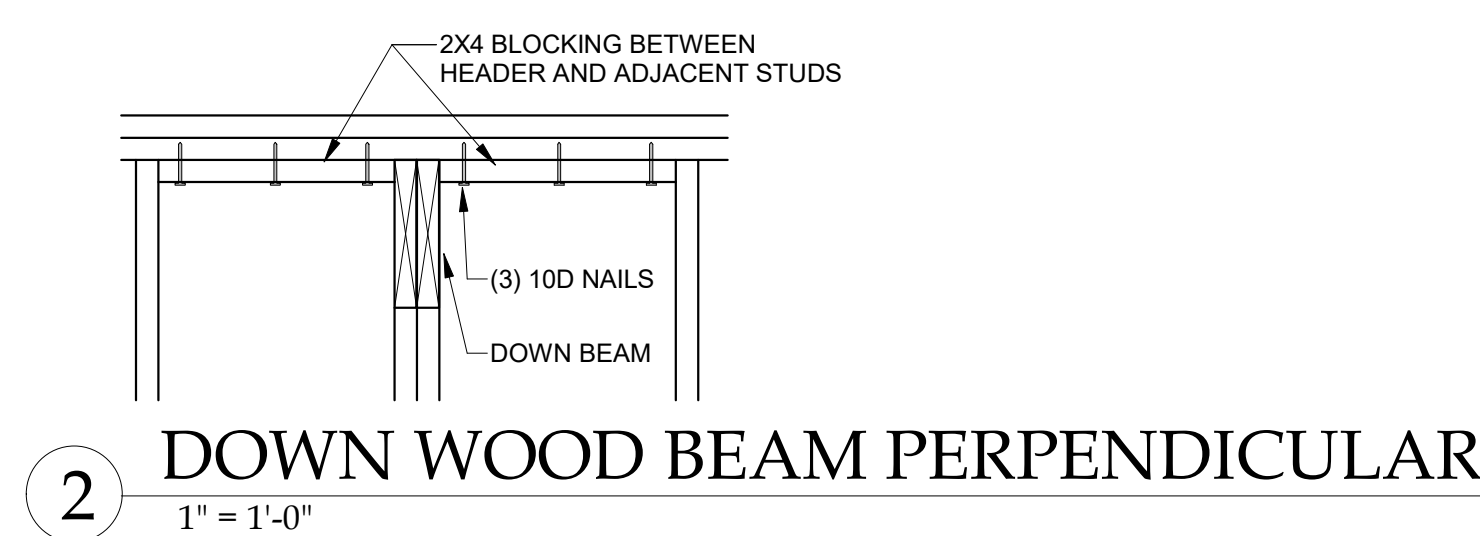 2X4 BLOCKING BETWEEN
HEADER AND ADJACENT STUDS
(3) 10D NAILS
DOWN BEAM
2
DOWN WOOD BEAM PERPENDICULAR
1" = 1'-0"